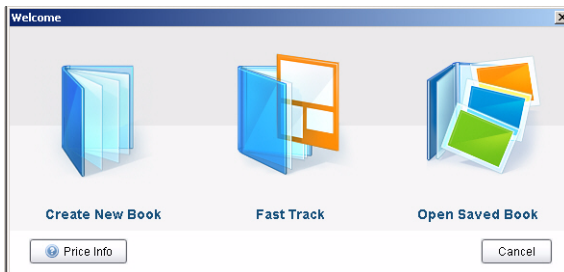 Welcome
Create New Book
Fast Track
Open Saved Book
Price Info
Cancel